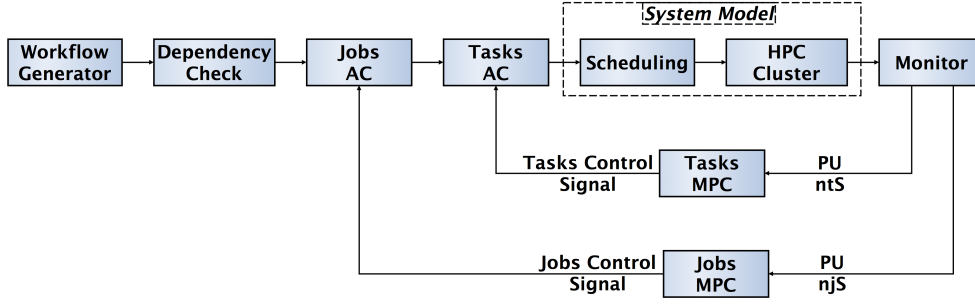 System Model
Workflow
Generator
Dependency
Check
Jobs
AC
Tasks
AC
Scheduling
HPC
Cluster
Monitor
Tasks Control
Signal
Tasks
MPC
PU
ntS
Jobs Control
Signal
Jobs
MPC
PU
njS